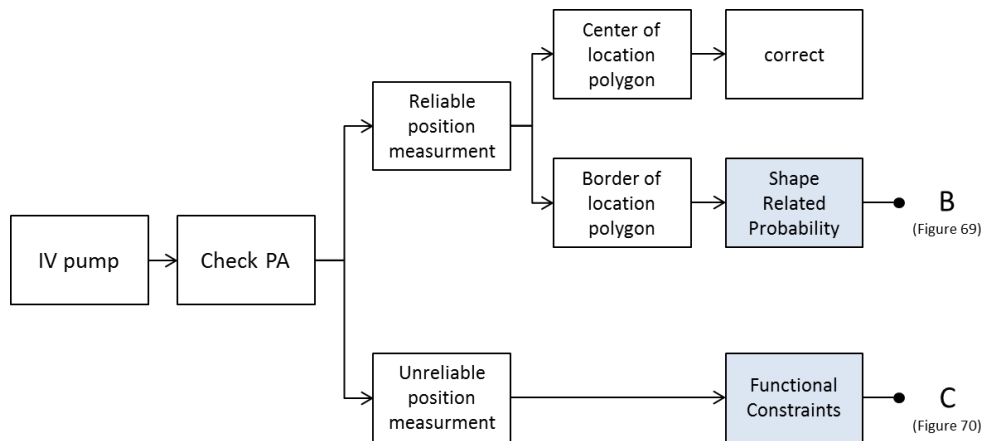 IV pump
Check PA
Reliable
position
measurment
Center of
location
polygon
correct
Border of
location
polygon
Shape
Related
Probability
B
(Figure 69)
Unreliable
position
measurment
Functional
Constraints
C
(Figure 70)